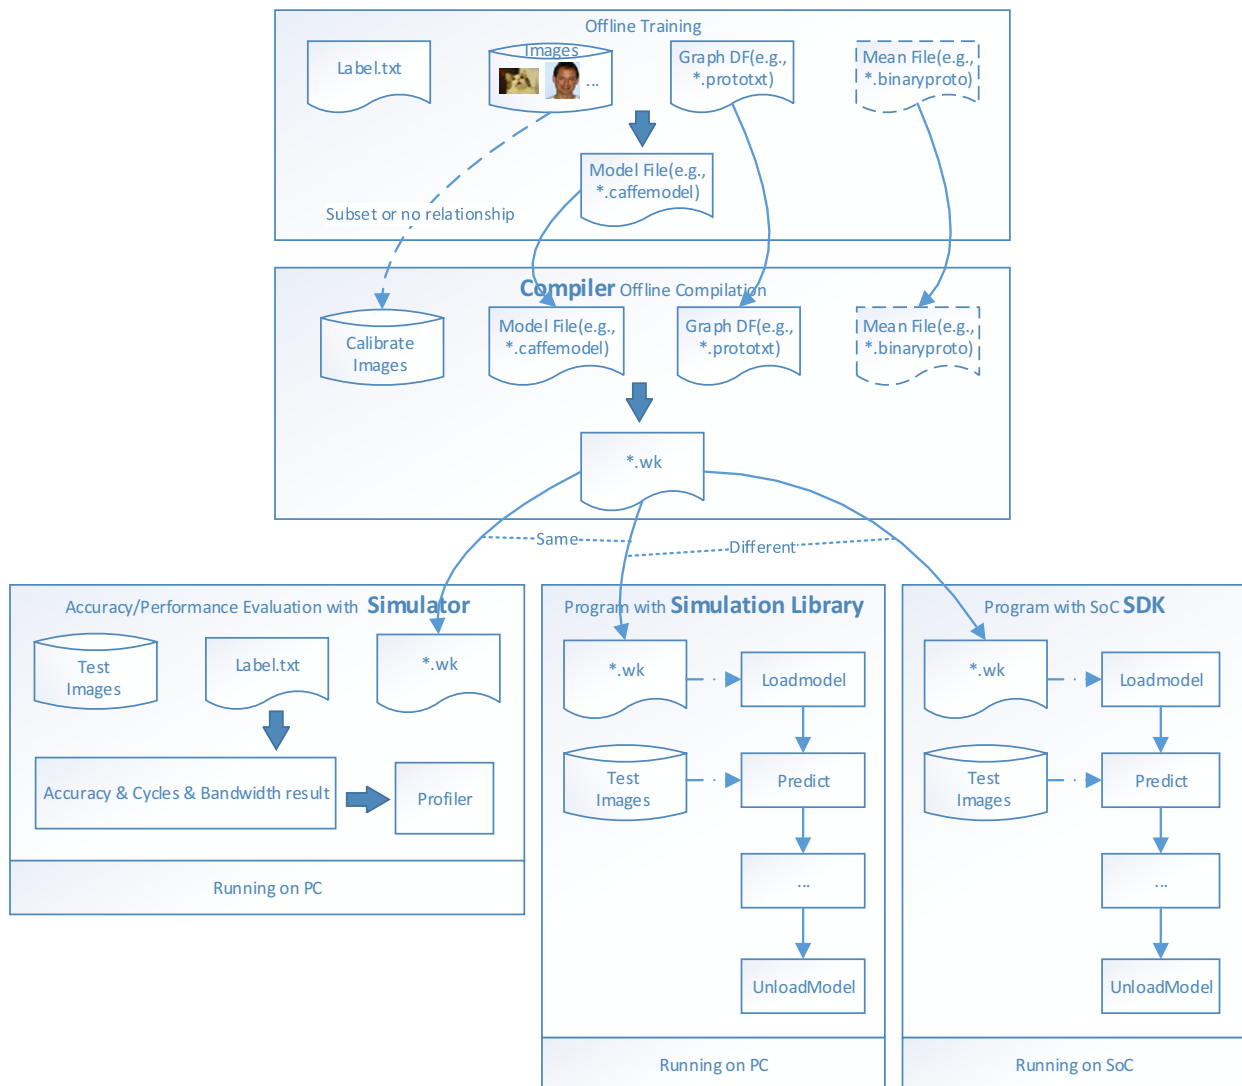 Offline Training
Label.txt
Images
...
Graph DF(e.g.,
*.prototxt)
Mean File(e.g.,
*.binaryproto)
Model File(e.g.,
*.caffemodel)
Subset or no relationship
Compiler Offline Compilation
Calibrate
Images
Model File(e.g.,
*.caffemodel)
Graph DF(e.g.,
*.prototxt)
Mean File(e.g.,
*.binaryproto)
*.wk
Same
Different
Accuracy/Performance Evaluation with Simulator
Test
Images
Label.txt
*.wk
Accuracy & Cycles & Bandwidth result
Profiler
Running on PC
Program with Simulation Library
*.wk
Loadmodel
Test
Images
Predict
...
UnloadModel
Running on PC
Program with SoC SDK
*.wk
Loadmodel
Test
Images
Predict
...
UnloadModel
Running on SoC